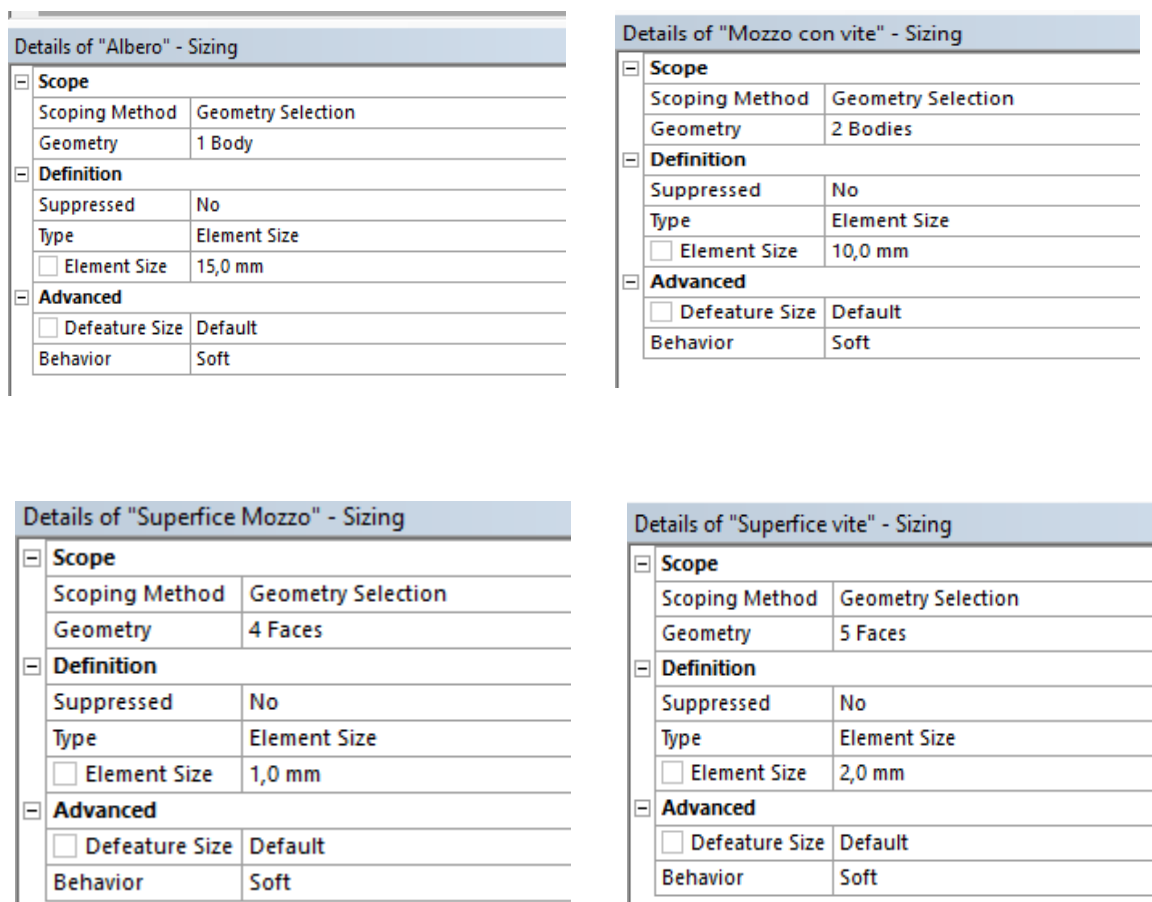 Details of "Albero" - Sizing
Scope
Scoping Method Geometry Selection
Geometry 1 Body
Definition
Suppressed No
Type Element Size
Element Size 15,0 mm
Advanced
Defeature Size Default
Behavior Soft
Details of "Mozzo con vite" - Sizing
Scope
Scoping Method Geometry Selection
Geometry 2 Bodies
Definition
Suppressed No
Type Element Size
Element Size 10,0 mm
Advanced
Defeature Size Default
Behavior Soft
Details of "Superfice Mozzo" - Sizing
Scope
Scoping Method Geometry Selection
Geometry 4 Faces
Definition
Suppressed No
Type Element Size
Element Size 1,0 mm
Advanced
Defeature Size Default
Behavior Soft
Details of "Superfice vite" - Sizing
Scope
Scoping Method Geometry Selection
Geometry 5 Faces
Definition
Suppressed No
Type Element Size
Element Size 2,0 mm
Advanced
Defeature Size Default
Behavior Soft